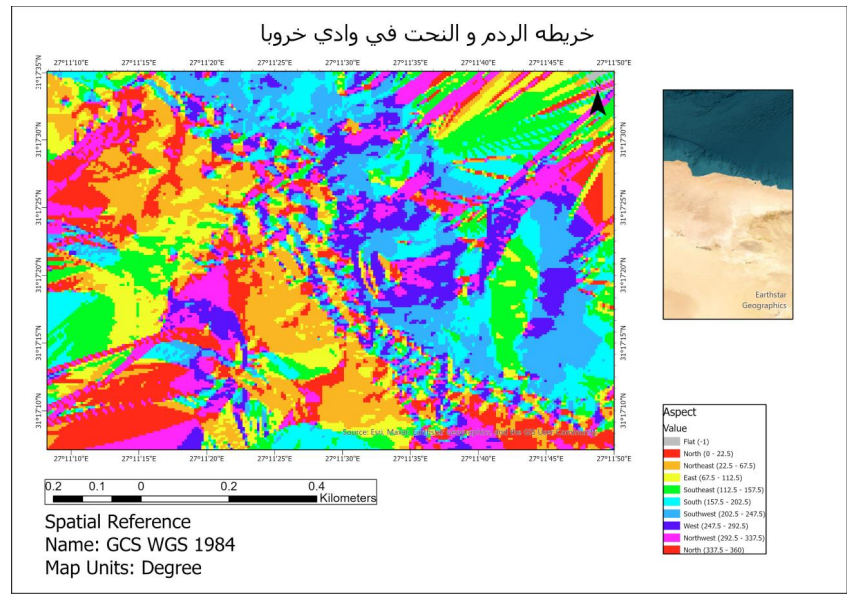 خريطه الردم و النحت في وادي خروبا
27°11'10"E 27°11'15"E 27°11'20"E 27°11'25"E 27°11'30"E 27°11'35"E 27°11'40"E 27°11'45"E 27°11'50"E
31°17'35"N
31°17'30"N
31°17'25"N
31°17'20"N
31°17'15"N
31°17'10"N
31°17'30"N
31°17'25"N
31°17'20"N
31°17'15"N
31°17'10"N
Source: Esri,
27°11'10"E 27°11'15"E 27°11'20"E 27°11'25"E 27°11'30"E 27°11'35"E 27°11'40"E 27°11'45"E 27°11'50"E
Earthstar
Geographics
0.2 0.1 0 0.2 0.4
Kilometers
Spatial Reference
Name: GCS WGS 1984
Map Units: Degree
Aspect
Value
Flat (-1)
North (0 - 22.5)
Northeast (22.5 - 67.5)
East (67.5 - 112.5)
Southeast (112.5 - 157.5)
South (157.5 - 202.5)
Southwest (202.5 - 247.5)
West (247.5 - 292.5)
Northwest (292.5 - 337.5)
North (337.5 - 360)